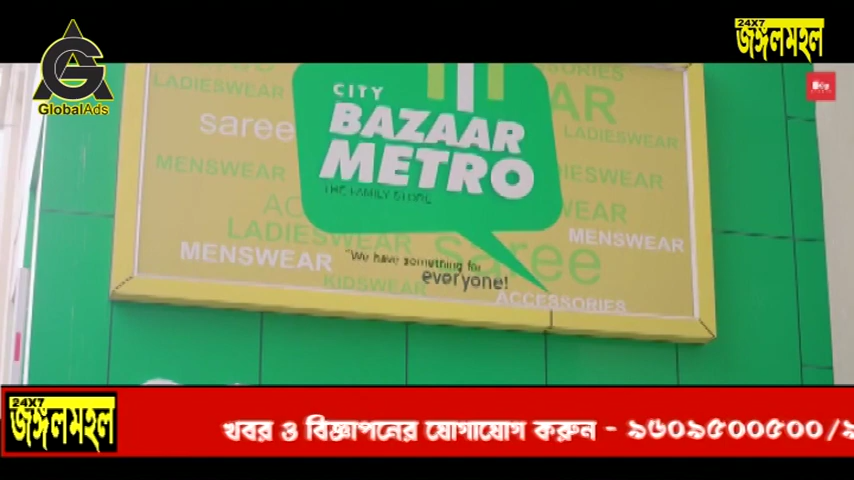 24X7
জঙ্গলমহল
GlobalAds
LADIESWEAR
saree
MENSWEAR
LADIESWEAR
MENSWEAR
KIDSWEAR
CITY
BAZAAR
METRO
THE FAMILY STORE
"We have something for
everyone!
saree
LADIESWEAR
MENSWEAR
ACCESSORIES
24X7
জঙ্গলমহল
খবর ও বিজ্ঞাপনের যোগাযোগ করুন - ৯৬০৯৫০০৫০০/৯